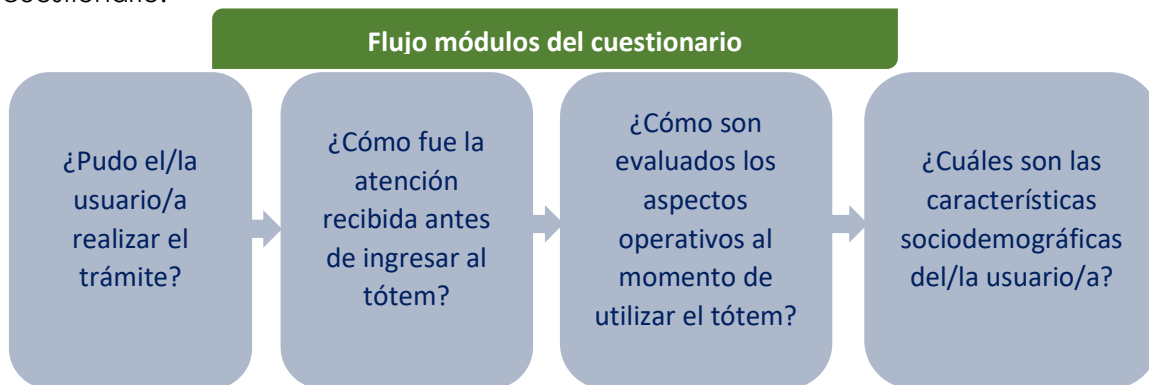 cuestionario.
Flujo módulos del cuestionario
¿Pudo el/la
usuario/a
realizar el
trámite?
¿Cómo fue la
atención
recibida antes
de ingresar al
tótem?
¿Cómo son
evaluados los
aspectos
operativos al
momento de
utilizar el tótem?
¿Cuáles son las
características
sociodemográficas
del/la usuario/a?